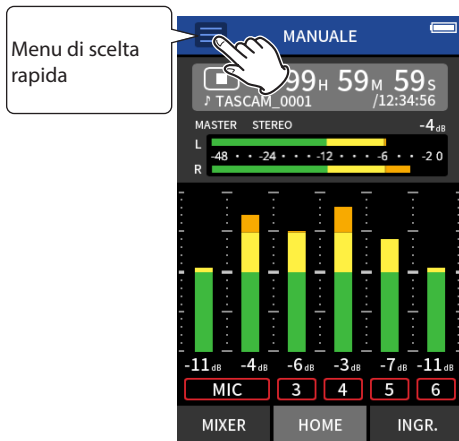 Menu di scelta
rapida
MANUALE
99H 59M 59s
♪ TASCAM_0001 /12:34:56
MASTER STEREO -4dB
L
-48 · · -24 · · · -12 · · · -6 · · -2 0
R
-11dB -4dB -6dB -3dB -7dB -11dB
MIC 3 4 5 6
MIXER HOME INGR.